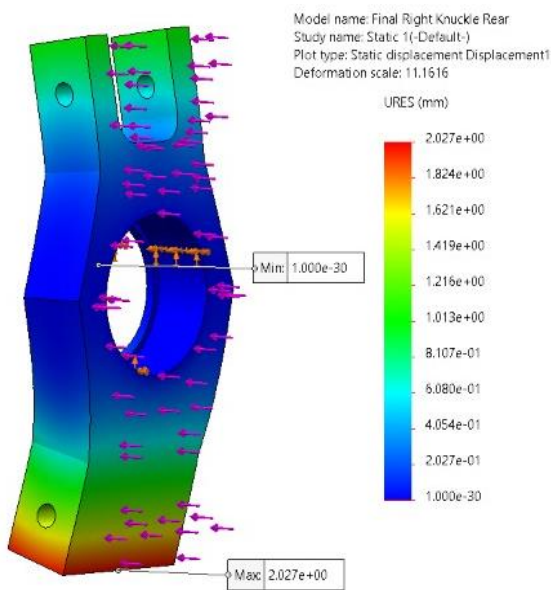 Model name: Final Right Knuckle Rear
Study name: Static 1(-Default-)
Plot type: Static displacement Displacement1
Deformation scale: 11.1616
URES (mm)
2.027e+00
1.824e+00
1.621e+00
1.419e+00
1.216e+00
1.013e+00
8.107e-01
6.080e-01
4.054e-01
2.027e-01
1.000e-30
Min: 1.000e-30
Max: 2.027e+00